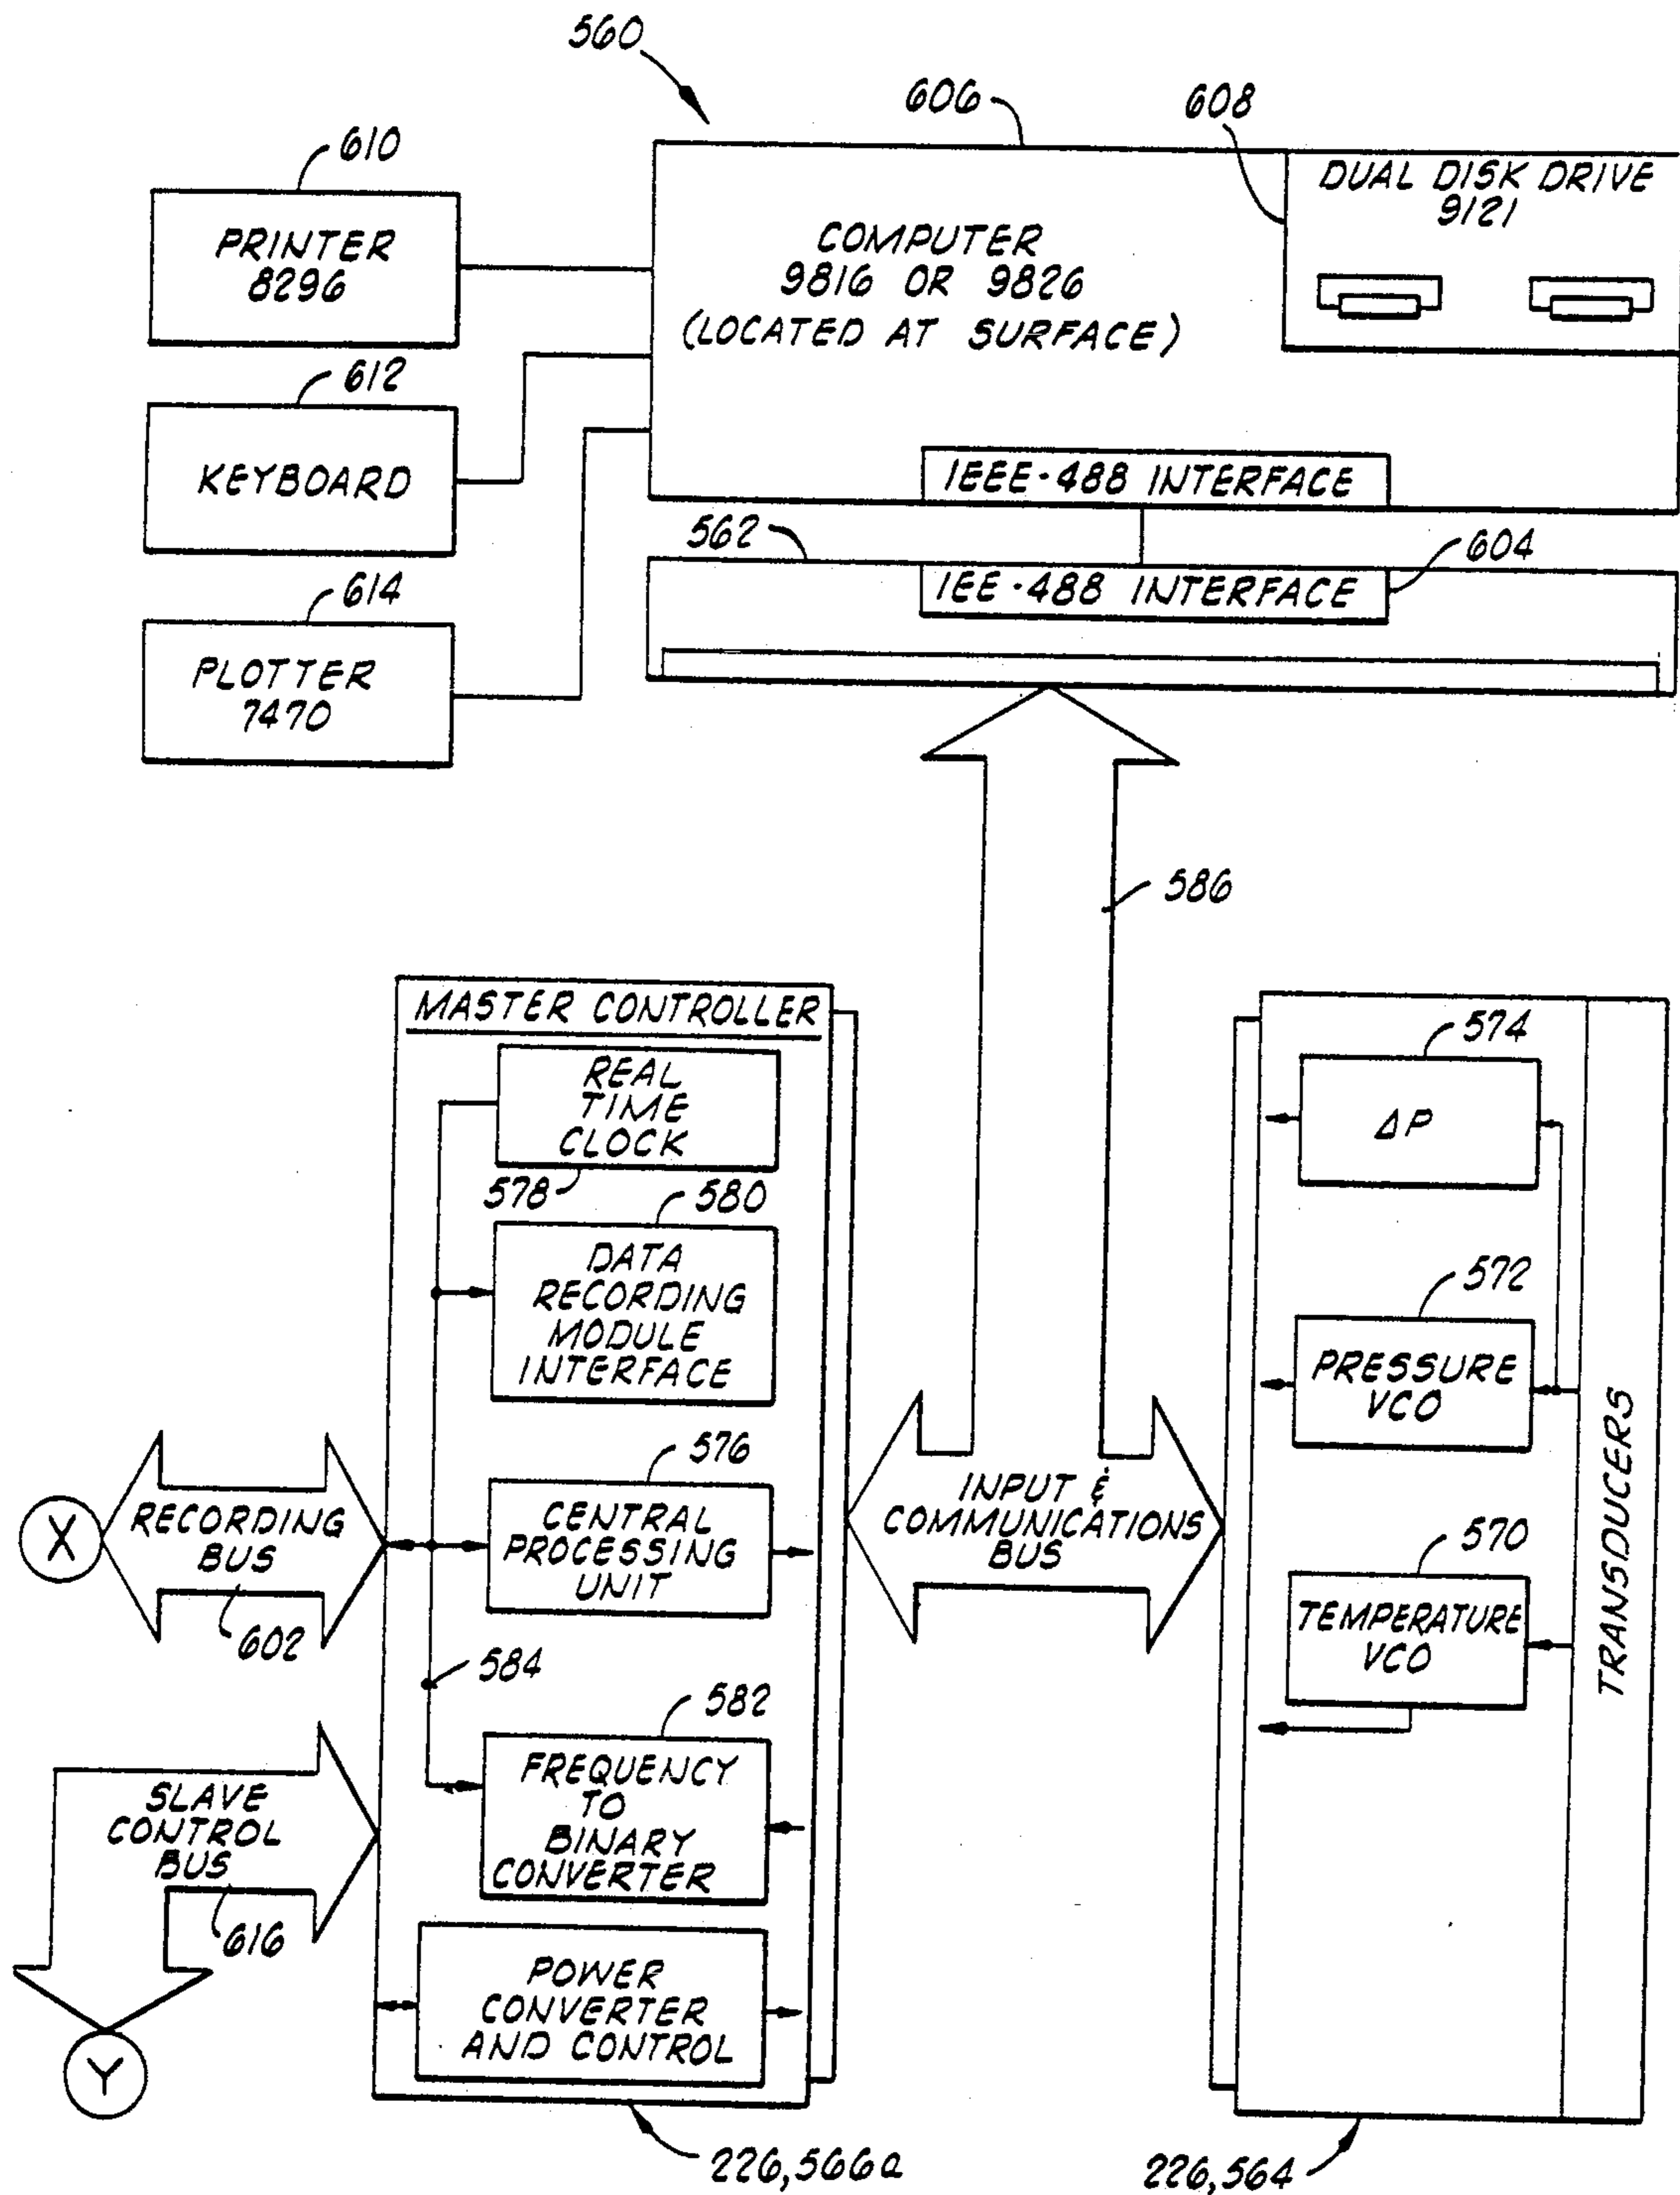 560
606
608
610
PRINTER
8296
COMPUTER
9816 OR 9826
(LOCATED AT SURFACE)
DUAL DISK DRIVE
9121
612
KEYBOARD
IEEE-488 INTERFACE
562
604
IEE-488 INTERFACE
614
PLOTTER
7470
586
MASTER CONTROLLER
REAL
TIME
CLOCK
578
580
DATA
RECORDING
MODULE
INTERFACE
576
CENTRAL
PROCESSING
UNIT
X
RECORDING
BUS
602
584
582
FREQUENCY
TO
BINARY
CONVERTER
SLAVE
CONTROL
BUS
616
Y
POWER
CONVERTER
AND CONTROL
226,566a
INPUT &
COMMUNICATIONS
BUS
574
ΔP
572
PRESSURE
VCO
570
TEMPERATURE
VCO
TRANSDUCERS
226,564